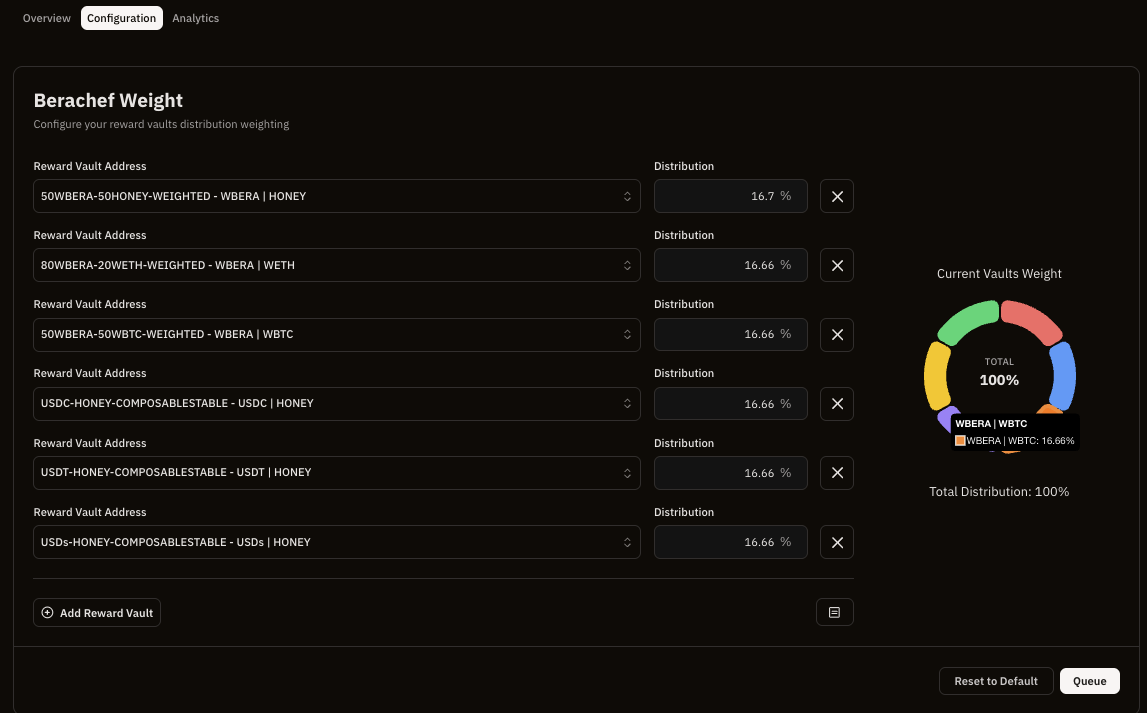 Overview Configuration Analytics
Berachef Weight
Configure your reward vaults distribution weighting
Reward Vault Address Distribution
50WBERA-50HONEY-WEIGHTED - WBERA | HONEY 16.7 %
Reward Vault Address Distribution
80WBERA-20WETH-WEIGHTED - WBERA | WETH 16.66 %
Reward Vault Address Distribution
50WBERA-50WBTC-WEIGHTED - WBERA | WBTC 16.66 %
Reward Vault Address Distribution
USDC-HONEY-COMPOSABLESTABLE - USDC | HONEY 16.66 %
Reward Vault Address Distribution
USDT-HONEY-COMPOSABLESTABLE - USDT | HONEY 16.66 %
Reward Vault Address Distribution
USDs-HONEY-COMPOSABLESTABLE - USDs | HONEY 16.66 %
Add Reward Vault
Current Vaults Weight
TOTAL
100%
WBERA | WBTC
WBERA | WBTC: 16.66%
Total Distribution: 100%
Reset to Default Queue